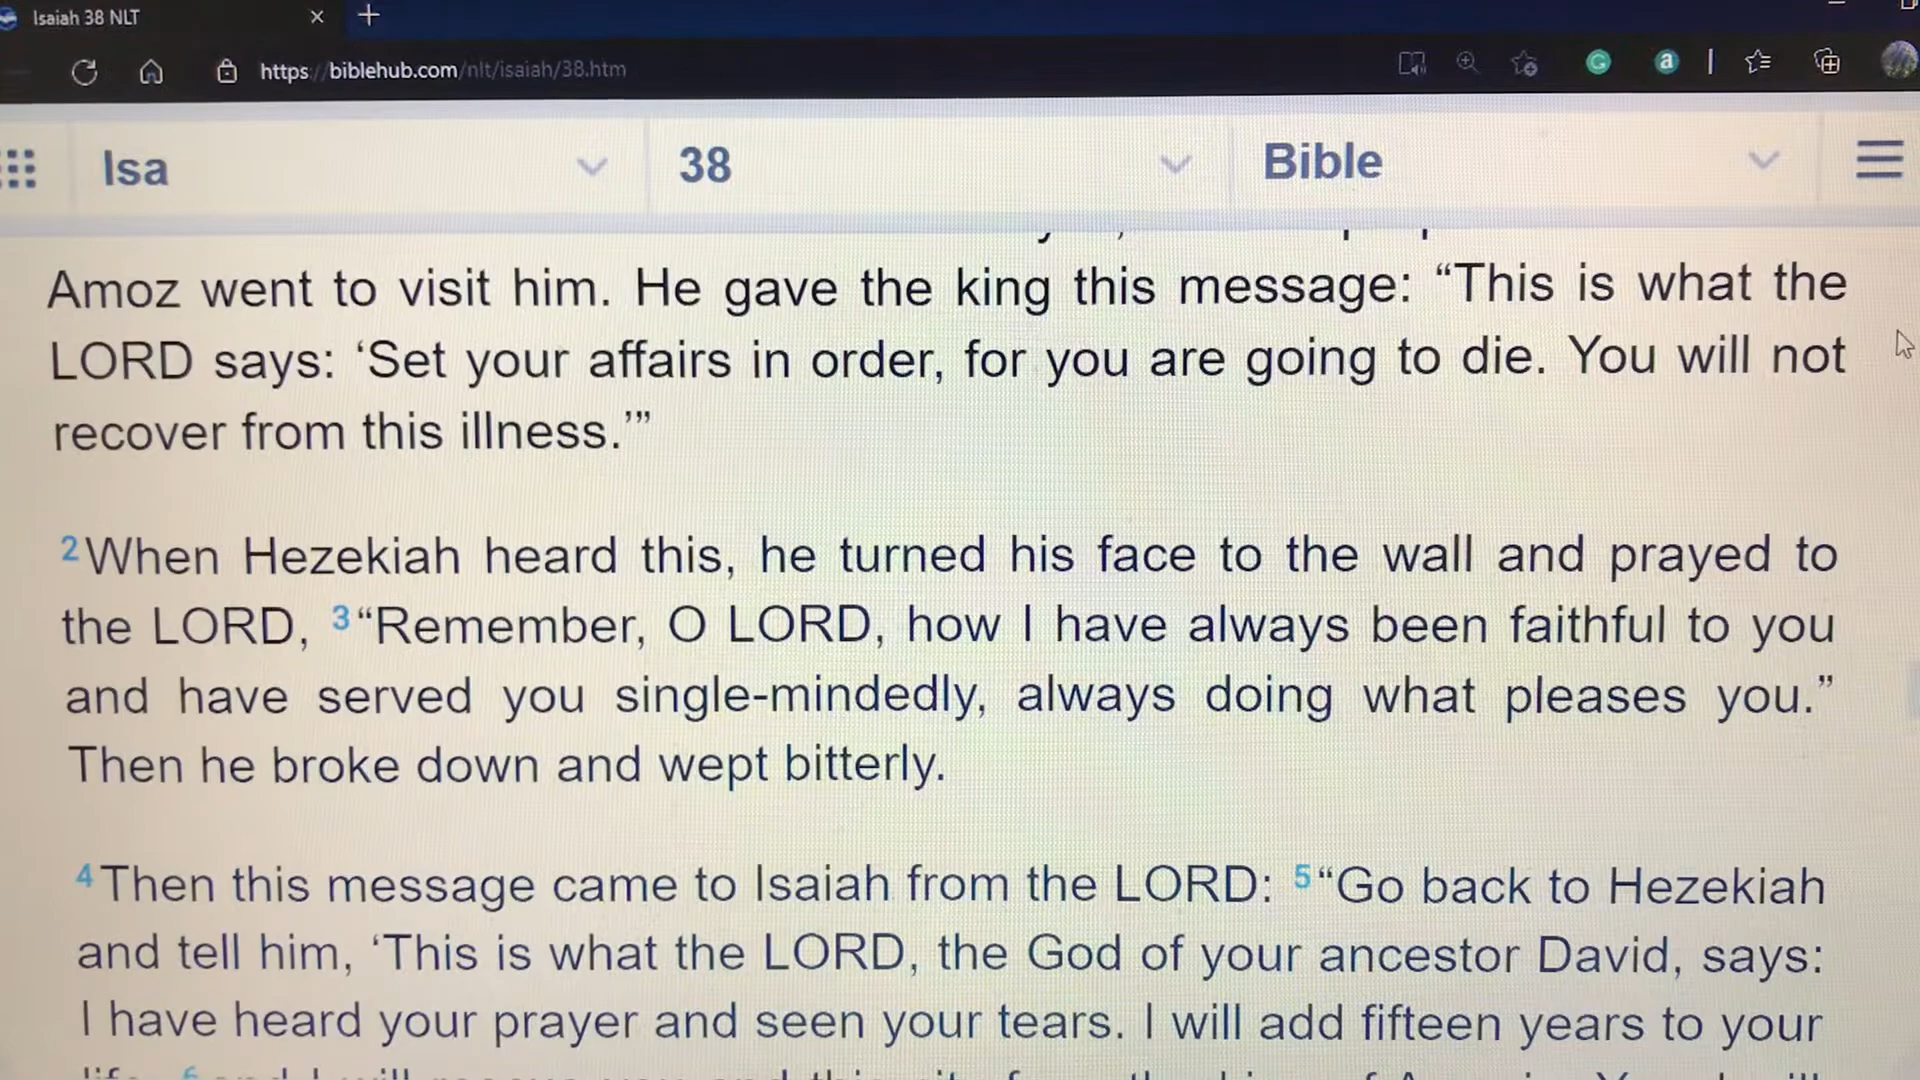 Isaiah 38 NLT
https://biblehub.com/nlt/isaiah/38.htm
Isa 38 Bible
Amoz went to visit him. He gave the king this message: “This is what the
LORD says: ‘Set your affairs in order, for you are going to die. You will not
recover from this illness.’”
2 When Hezekiah heard this, he turned his face to the wall and prayed to
the LORD, 3 “Remember, O LORD, how I have always been faithful to you
and have served you single-mindedly, always doing what pleases you.”
Then he broke down and wept bitterly.
4 Then this message came to Isaiah from the LORD: 5 “Go back to Hezekiah
and tell him, ‘This is what the LORD, the God of your ancestor David, says:
I have heard your prayer and seen your tears. I will add fifteen years to your